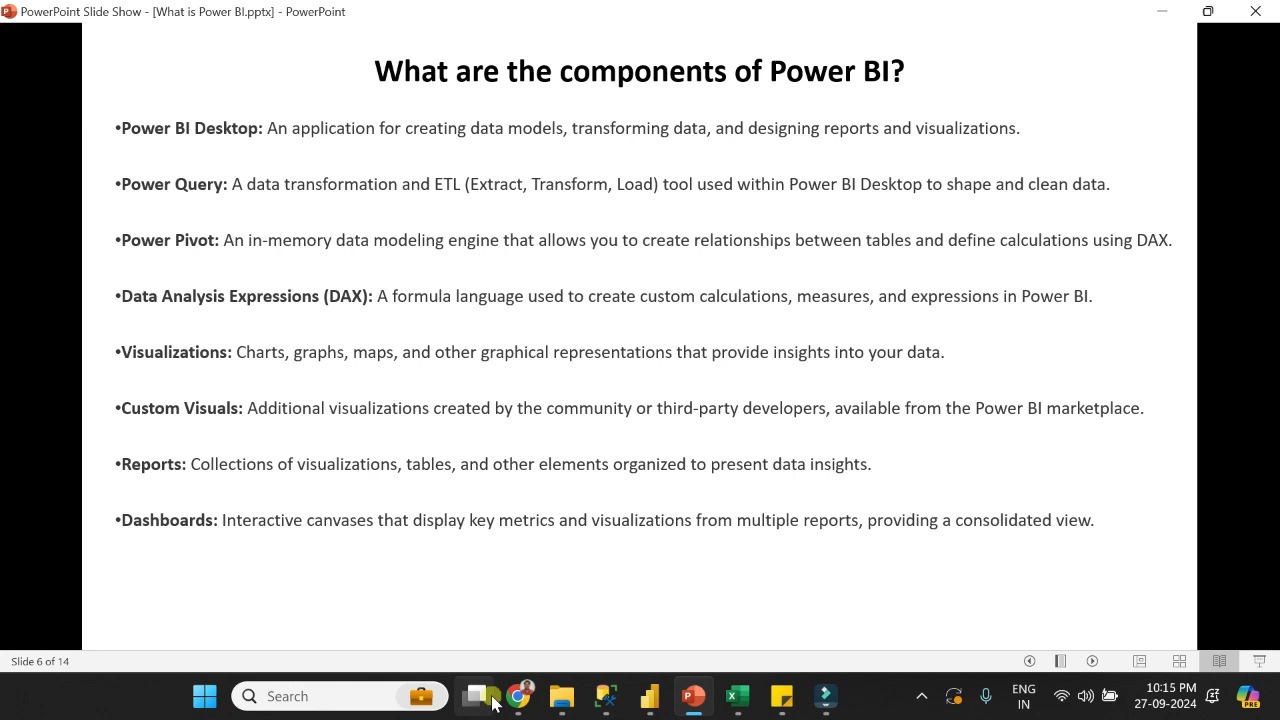 PowerPoint Slide Show - [What is Power BI.pptx] - PowerPoint
What are the components of Power BI?
•Power BI Desktop: An application for creating data models, transforming data, and designing reports and visualizations.
•Power Query: A data transformation and ETL (Extract, Transform, Load) tool used within Power BI Desktop to shape and clean data.
•Power Pivot: An in-memory data modeling engine that allows you to create relationships between tables and define calculations using DAX.
•Data Analysis Expressions (DAX): A formula language used to create custom calculations, measures, and expressions in Power BI.
•Visualizations: Charts, graphs, maps, and other graphical representations that provide insights into your data.
•Custom Visuals: Additional visualizations created by the community or third-party developers, available from the Power BI marketplace.
•Reports: Collections of visualizations, tables, and other elements organized to present data insights.
•Dashboards: Interactive canvases that display key metrics and visualizations from multiple reports, providing a consolidated view.
Slide 6 of 14
Search
ENG
IN
10:15 PM
27-09-2024
PRE